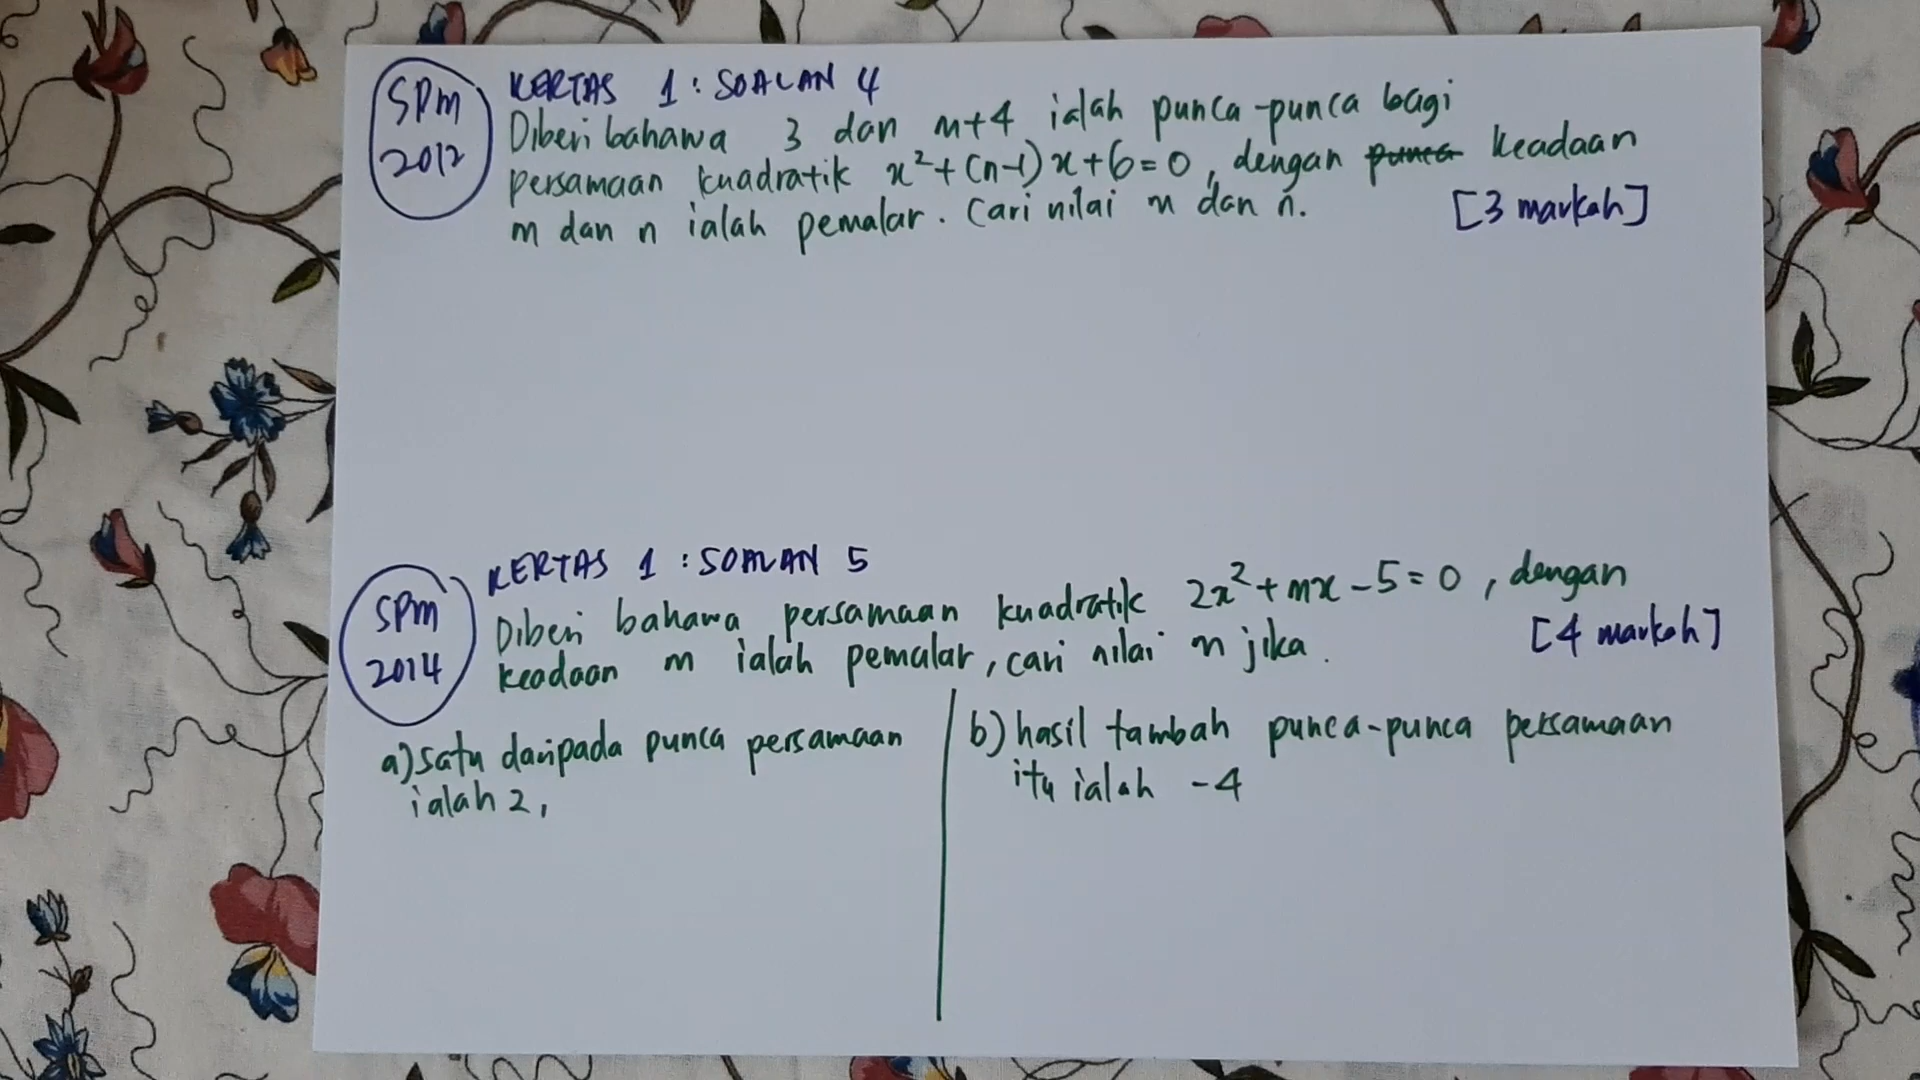 SPM
2012
KERTAS 1 : SOALAN 4
Diberi bahawa 3 dan m+4 ialah punca-punca bagi
persamaan kuadratik x²+(n-1)x+6=0, dengan punca keadaan
m dan n ialah pemalar. Cari nilai m dan n.
[3 markah]
SPM
2014
KERTAS 1 : SOALAN 5
Diberi bahawa persamaan kuadratik 2x²+mx-5=0, dengan
keadaan m ialah pemalar, cari nilai m jika.
[4 markah]
a) satu daripada punca persamaan
ialah 2,
b) hasil tambah punca-punca persamaan
itu ialah -4